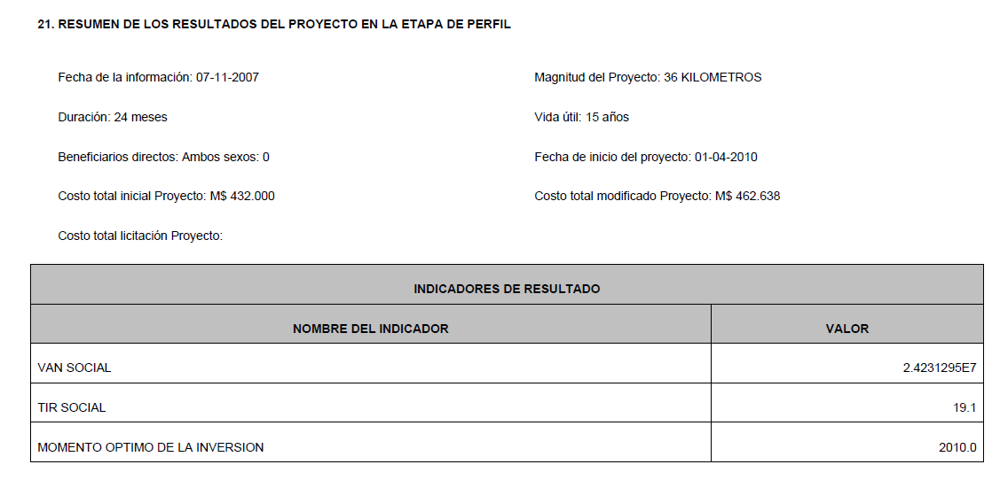 21. RESUMEN DE LOS RESULTADOS DEL PROYECTO EN LA ETAPA DE PERFIL
Fecha de la información: 07-11-2007
Magnitud del Proyecto: 36 KILOMETROS
Duración: 24 meses
Vida útil: 15 años
Beneficiarios directos: Ambos sexos: 0
Fecha de inicio del proyecto: 01-04-2010
Costo total inicial Proyecto: M$ 432.000
Costo total modificado Proyecto: M$ 462.638
Costo total licitación Proyecto:
INDICADORES DE RESULTADO
NOMBRE DEL INDICADOR
VALOR
VAN SOCIAL
2.4231295E7
TIR SOCIAL
19.1
MOMENTO OPTIMO DE LA INVERSION
2010.0